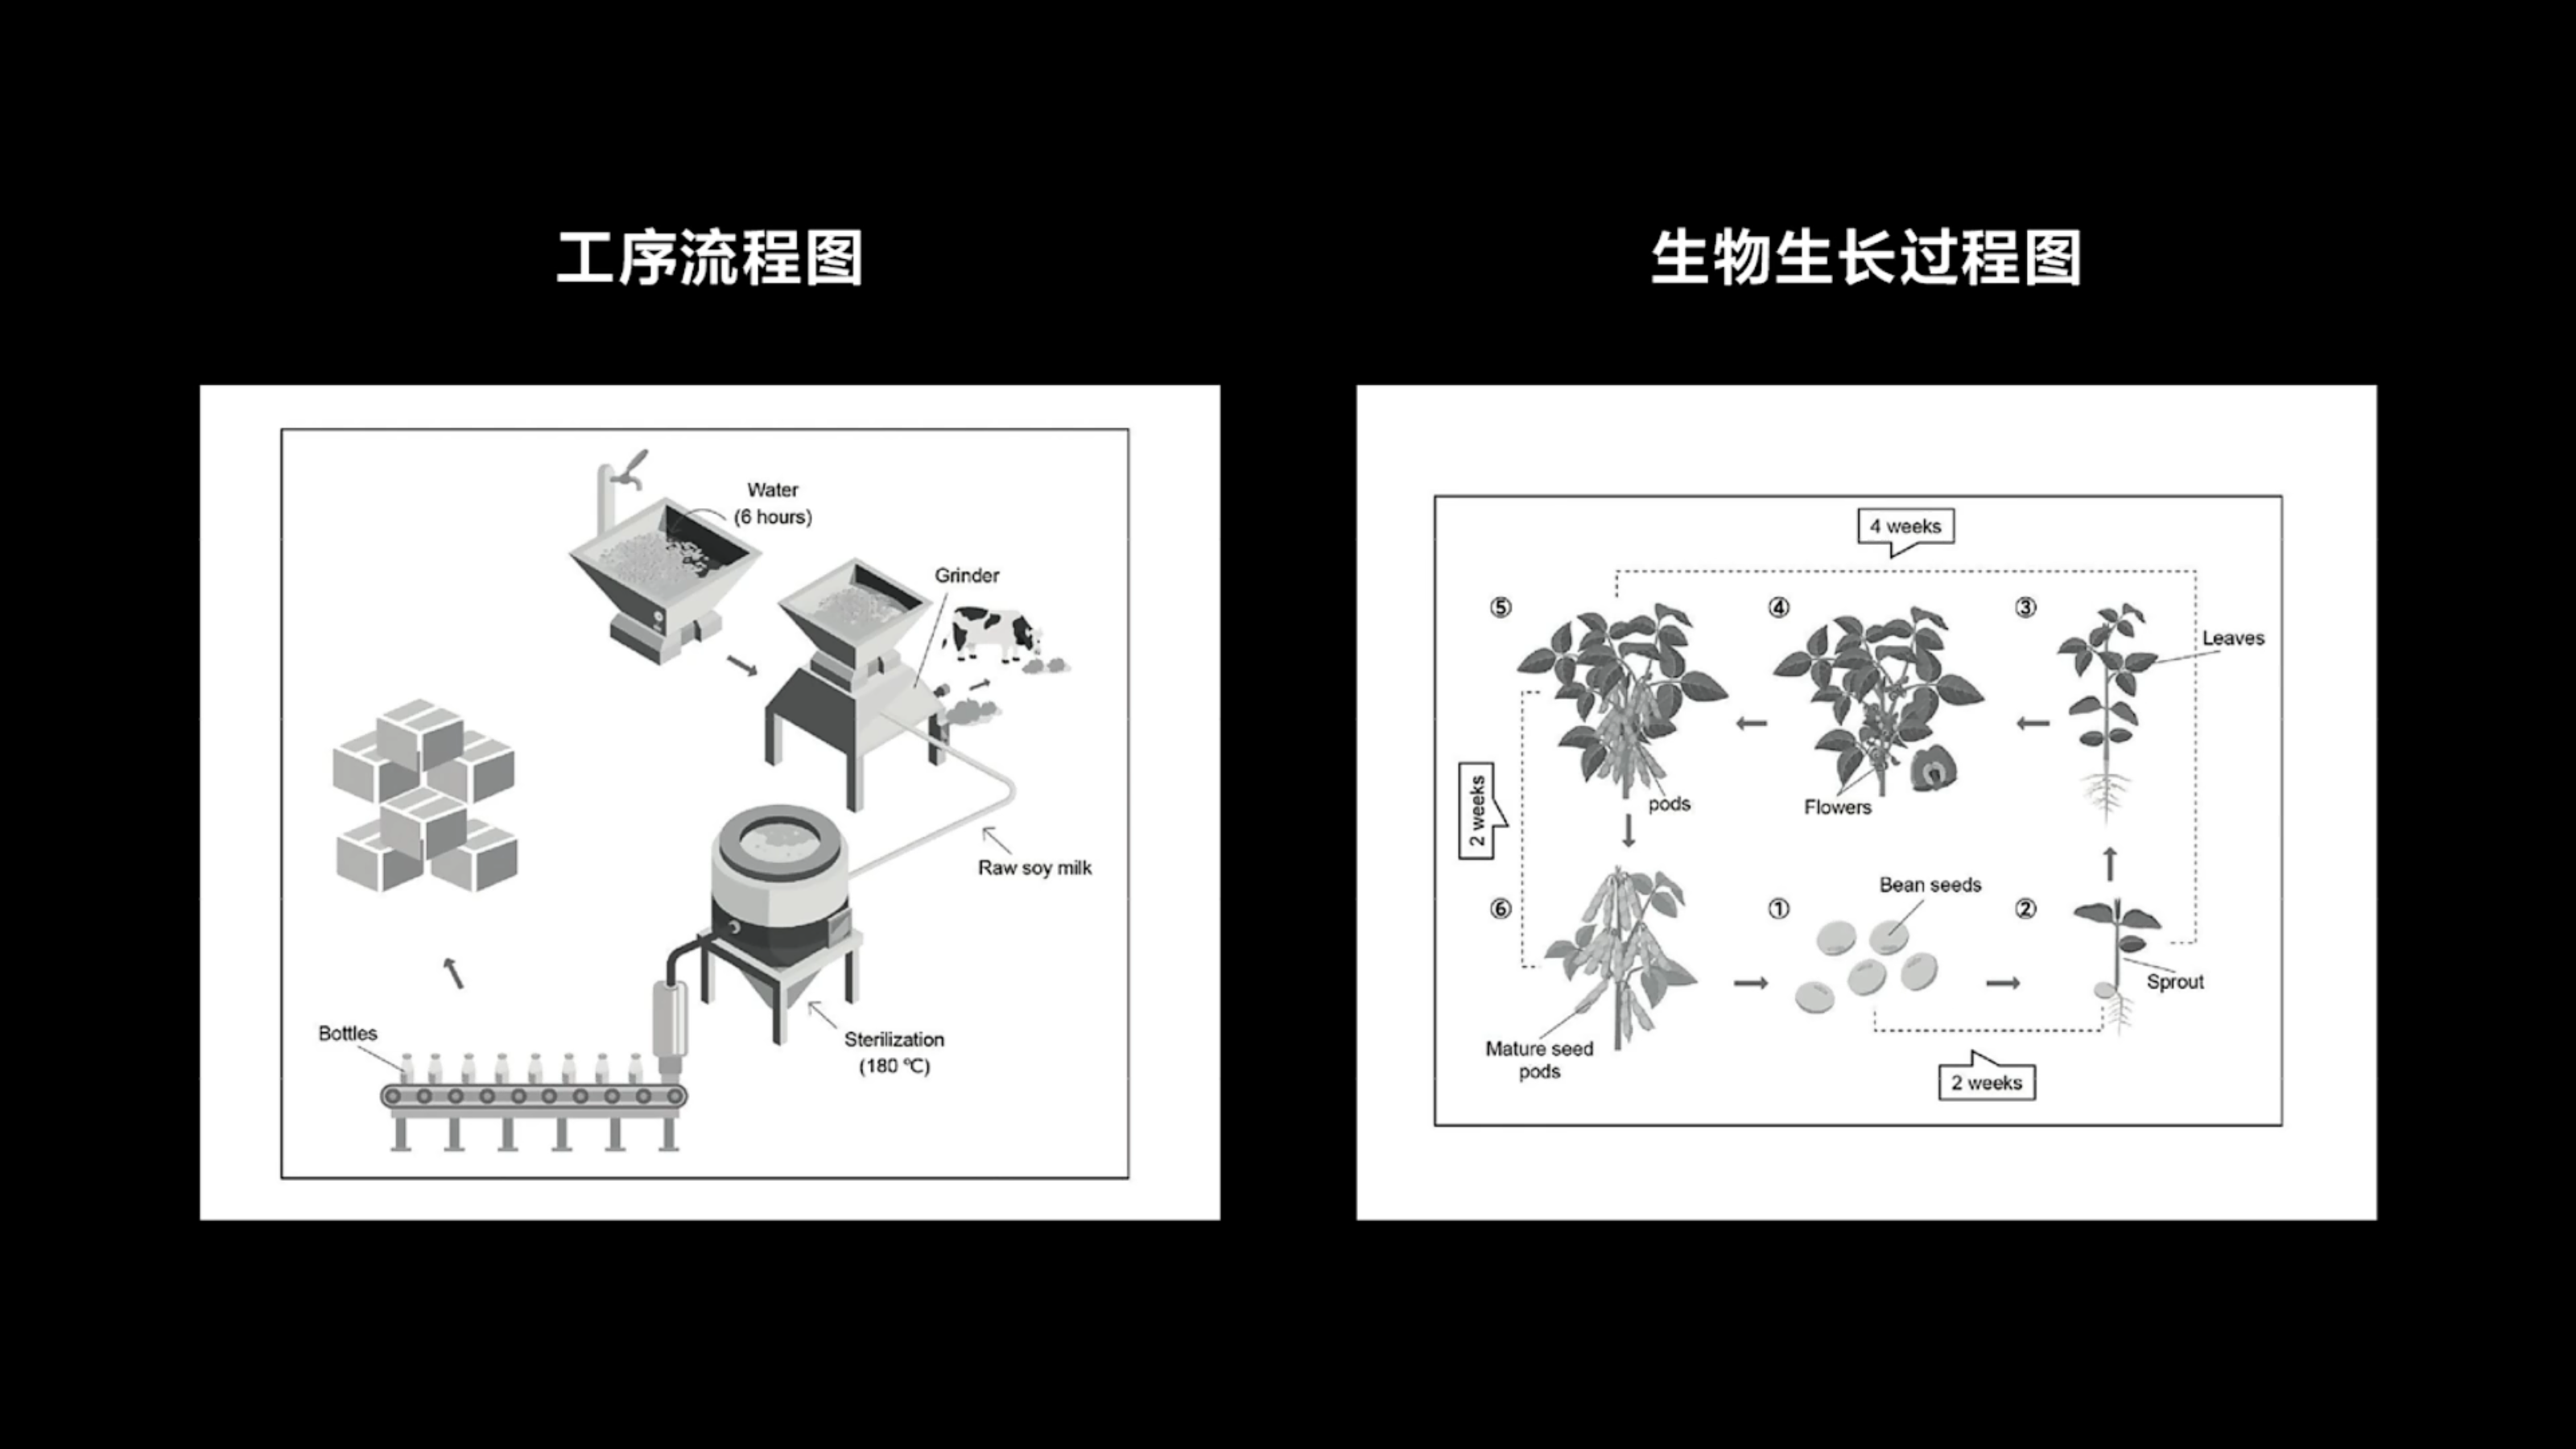 工序流程图
Water
(6 hours)
Grinder
Raw soy milk
Sterilization
(180 ℃)
Bottles
生物生长过程图
4 weeks
⑤
④
③
Leaves
pods
Flowers
2 weeks
⑥
①
Bean seeds
②
Sprout
Mature seed
pods
2 weeks